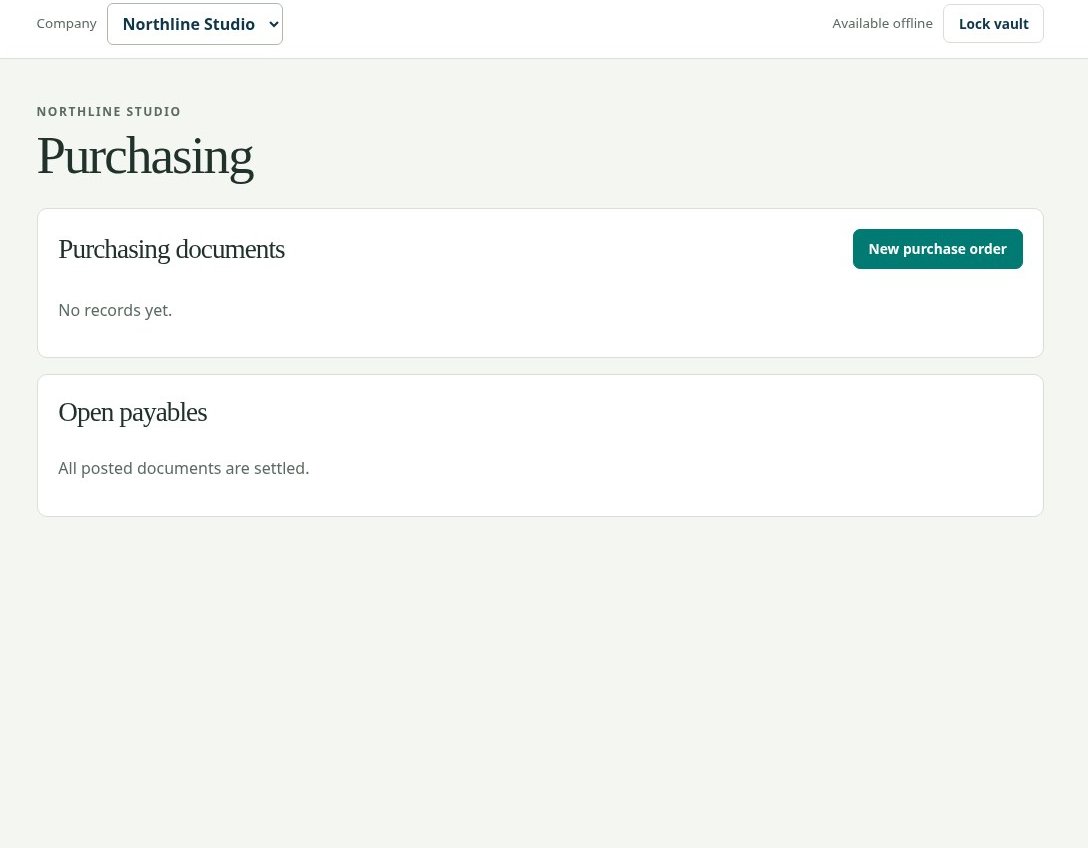 Company Northline Studio Available offline Lock vault
NORTHLINE STUDIO
Purchasing
Purchasing documents New purchase order
No records yet.
Open payables
All posted documents are settled.